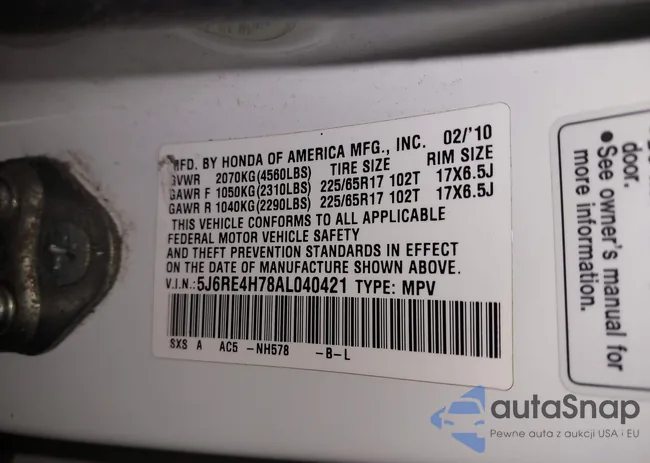 MFD. BY HONDA OF AMERICA MFG., INC. 02/'10
GVWR 2070KG(4560LBS) TIRE SIZE RIM SIZE
GAWR F 1050KG(2310LBS) 225/65R17 102T 17X6.5J
GAWR R 1040KG(2290LBS) 225/65R17 102T 17X6.5J
THIS VEHICLE CONFORMS TO ALL APPLICABLE
FEDERAL MOTOR VEHICLE SAFETY
AND THEFT PREVENTION STANDARDS IN EFFECT
ON THE DATE OF MANUFACTURE SHOWN ABOVE.
V.I.N.:5J6RE4H78AL040421 TYPE: MPV
SXS A AC5 -NH578 -B-L
door.
• See owner's
manual for
autaSnap
Pewne auta z aukcji USA i EU